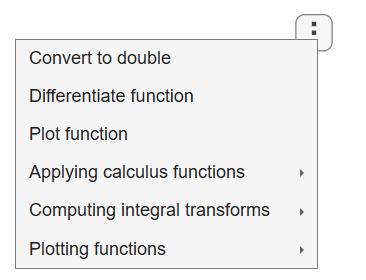 Convert to double
Differentiate function
Plot function
Applying calculus functions
Computing integral transforms
Plotting functions